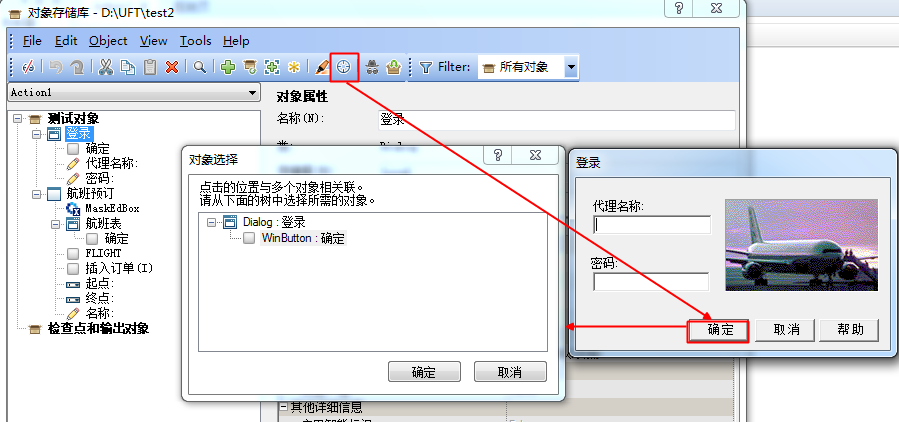 对象存储库 - D:\UFT\test2
File Edit Object View Tools Help
Filter: 所有对象
Action1
测试对象
登录
确定
代理名称:
密码:
航班预订
MaskEdBox
航班表
确定
FLIGHT
插入订单(I)
起点:
终点:
名称:
检查点和输出对象
对象属性
名称(N): 登录
对象选择
点击的位置与多个对象相关联。
请从下面的树中选择所需的对象。
Dialog : 登录
WinButton : 确定
确定 取消
登录
代理名称:
密码:
确定 取消 帮助
其他详细信息